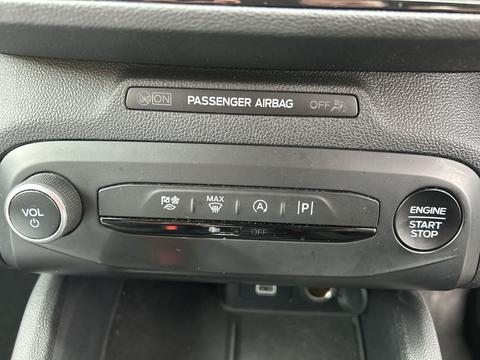 ON PASSENGER AIRBAG OFF
MAX
A P
VOL
OFF
ENGINE
START
STOP